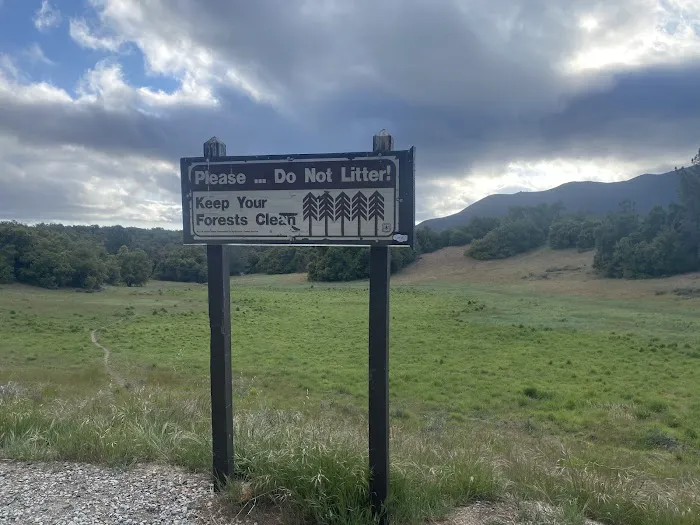 Please ... Do Not Litter!
Keep Your
Forests Clean